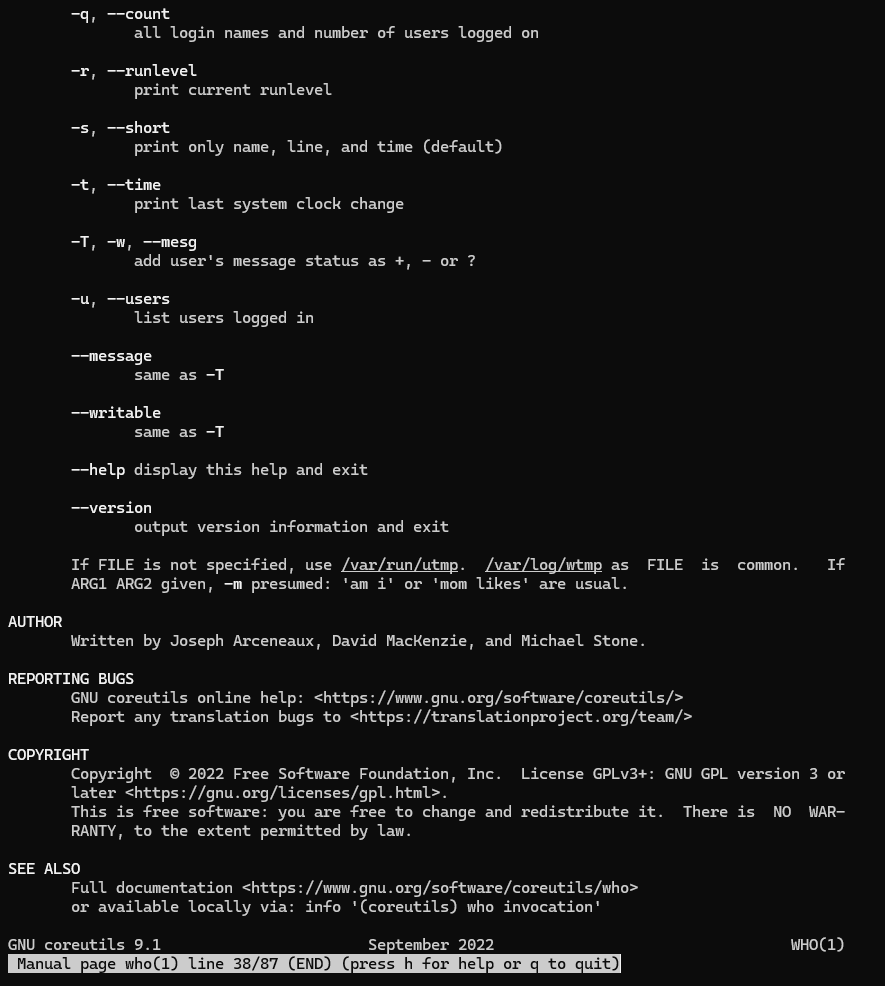 -q, --count
all login names and number of users logged on
-r, --runlevel
print current runlevel
-s, --short
print only name, line, and time (default)
-t, --time
print last system clock change
-T, -w, --mesg
add user's message status as +, - or ?
-u, --users
list users logged in
--message
same as -T
--writable
same as -T
--help display this help and exit
--version
output version information and exit
If FILE is not specified, use /var/run/utmp.  /var/log/wtmp as  FILE  is  common.   If
ARG1 ARG2 given, -m presumed: 'am i' or 'mom likes' are usual.
AUTHOR
Written by Joseph Arceneaux, David MacKenzie, and Michael Stone.
REPORTING BUGS
GNU coreutils online help: <https://www.gnu.org/software/coreutils/>
Report any translation bugs to <https://translationproject.org/team/>
COPYRIGHT
Copyright  © 2022 Free Software Foundation, Inc.  License GPLv3+: GNU GPL version 3 or
later <https://gnu.org/licenses/gpl.html>.
This is free software: you are free to change and redistribute it.  There is  NO  WAR-
RANTY, to the extent permitted by law.
SEE ALSO
Full documentation <https://www.gnu.org/software/coreutils/who>
or available locally via: info '(coreutils) who invocation'
GNU coreutils 9.1                       September 2022                                 WHO(1)
Manual page who(1) line 38/87 (END) (press h for help or q to quit)